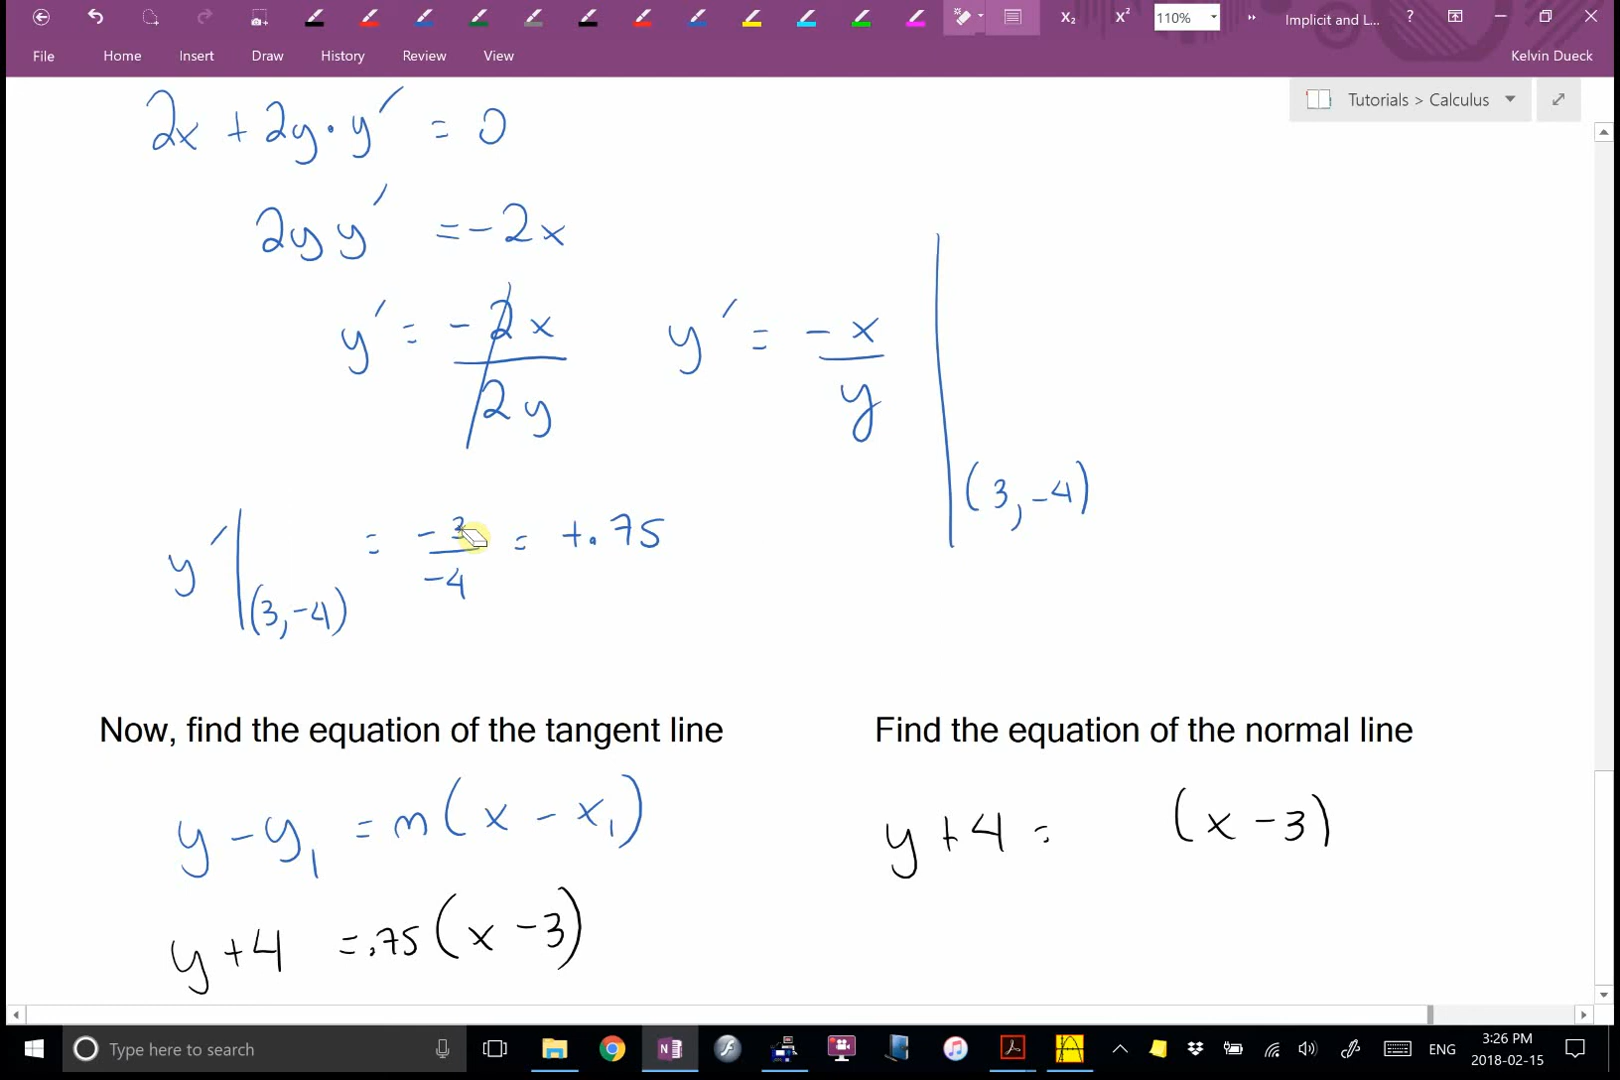 X₂ X² 110% Implicit and L... ?
File Home Insert Draw History Review View Kelvin Dueck
Tutorials > Calculus
2x + 2y · y′ = 0
2y y′ = -2x
y′ = -2x / 2y y′ = -x / y | (3, -4)
y′ | (3, -4) = -3 / -4 = +.75
Now, find the equation of the tangent line
y - y₁ = m(x - x₁)
y + 4 = .75(x - 3)
Find the equation of the normal line
y + 4 = (x - 3)
Type here to search
ENG
3:26 PM
2018-02-15